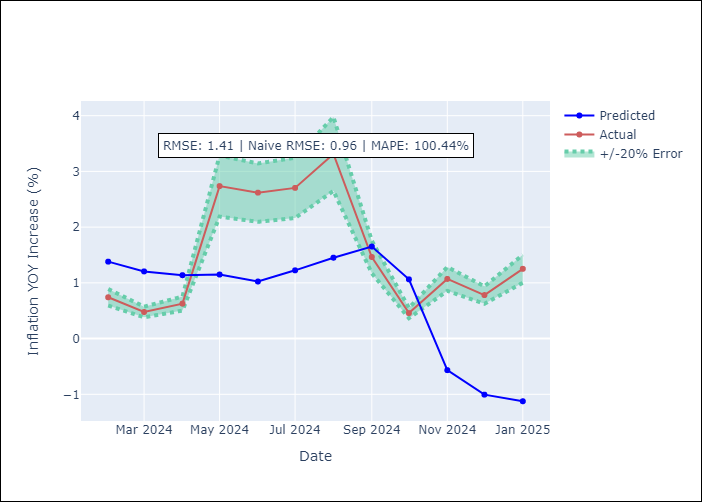 RMSE: 1.41 | Naive RMSE: 0.96 | MAPE: 100.44%
Predicted
Actual
+/-20% Error
Inflation YOY Increase (%)
4
3
2
1
0
−1
Mar 2024
May 2024
Jul 2024
Sep 2024
Nov 2024
Jan 2025
Date